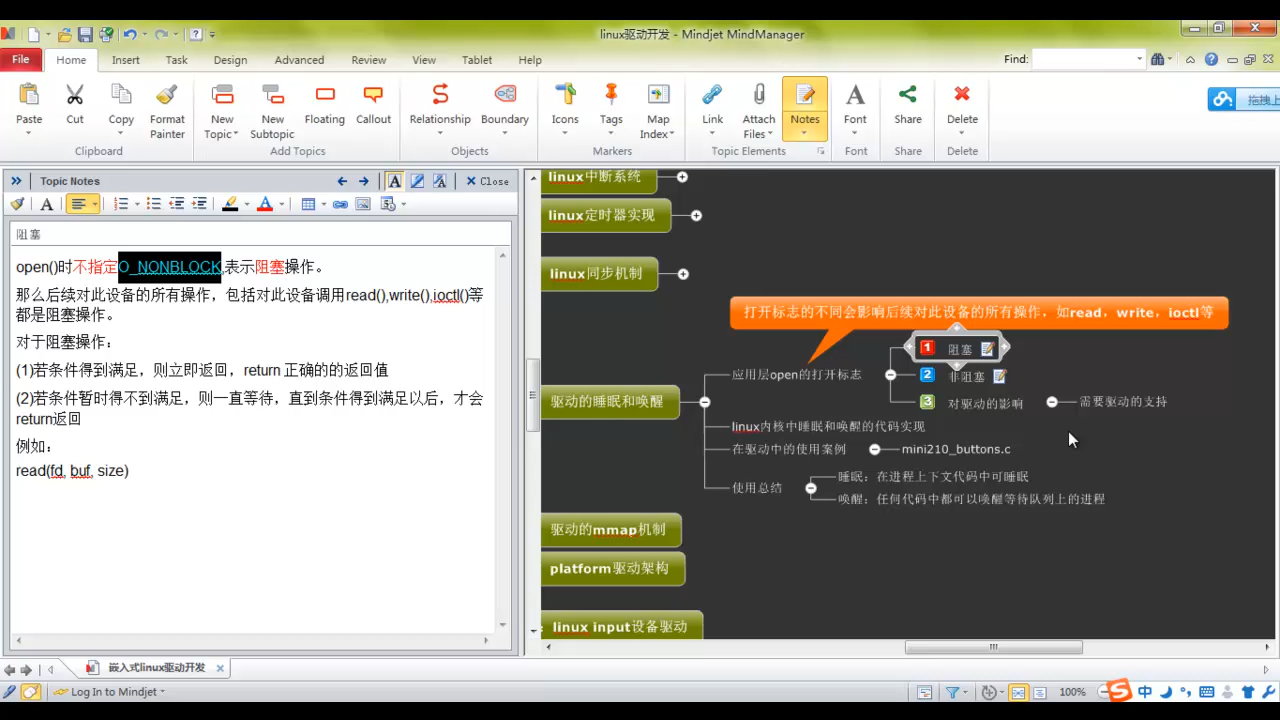 linux驱动开发 - Mindjet MindManager
File Home Insert Task Design Advanced Review View Tablet Help Find:
Paste Cut Copy Format Painter New Topic New Subtopic Floating Callout Relationship Boundary Icons Tags Map Index Link Attach Files Notes Font Share Delete
拖拽上
Clipboard Add Topics Objects Markers Topic Elements Font Share Delete
Topic Notes Close
阻塞
open()时不指定O_NONBLOCK,表示阻塞操作。
那么后续对此设备的所有操作，包括对此设备调用read(),write(),ioctl()等
都是阻塞操作。
对于阻塞操作：
(1)若条件得到满足，则立即返回，return 正确的的返回值
(2)若条件暂时得不到满足，则一直等待，直到条件得到满足以后，才会
return返回
例如：
read(fd, buf, size)
linux中断系统
linux定时器实现
linux同步机制
打开标志的不同会影响后续对此设备的所有操作，如read，write，ioctl等
1 阻塞
应用层open的打开标志
2 非阻塞
3 对驱动的影响
需要驱动的支持
驱动的睡眠和唤醒
linux内核中睡眠和唤醒的代码实现
在驱动中的使用案例
mini210_buttons.c
使用总结
睡眠：在进程上下文代码中可睡眠
唤醒：任何代码中都可以唤醒等待队列上的进程
驱动的mmap机制
platform驱动架构
linux input设备驱动
嵌入式linux驱动开发
Log In to Mindjet
100%
中